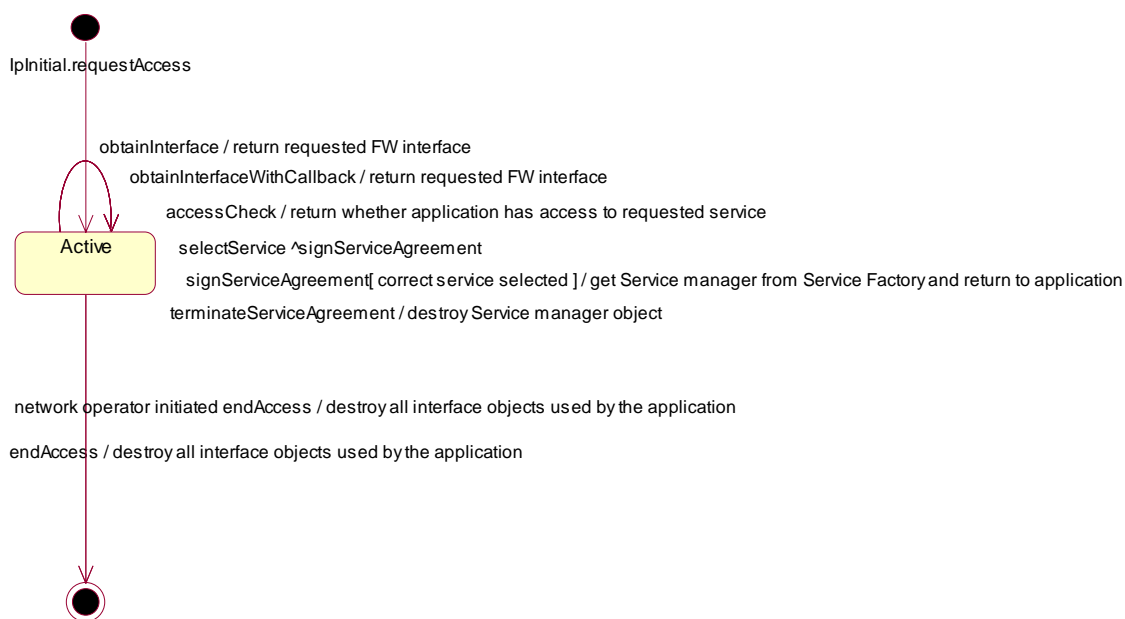 IpInitial.requestAccess
obtainInterface / return requested FW interface
obtainInterfaceWithCallback / return requested FW interface
accessCheck / return whether application has access to requested service
Active
selectService ^signServiceAgreement
signServiceAgreement[ correct service selected ] / get Service manager from Service Factory and return to application
terminateServiceAgreement / destroy Service manager object
network operator initiated endAccess / destroy all interface objects used by the application
endAccess / destroy all interface objects used by the application